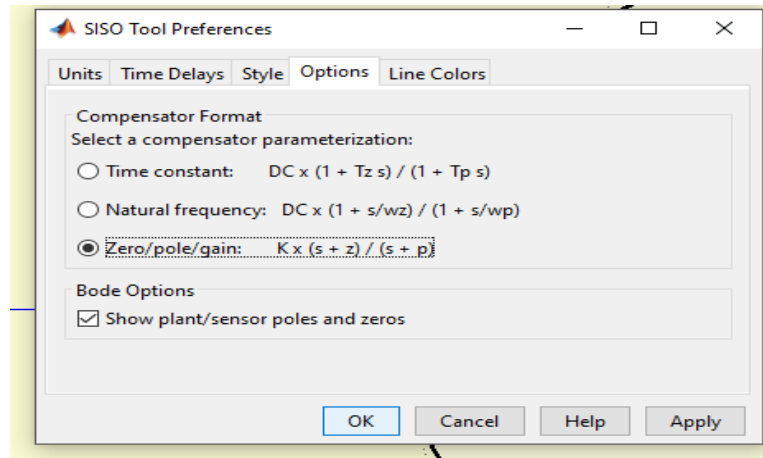 SISO Tool Preferences
Units Time Delays Style Options Line Colors
Compensator Format
Select a compensator parameterization:
Time constant: DC x (1 + Tz s) / (1 + Tp s)
Natural frequency: DC x (1 + s/wz) / (1 + s/wp)
Zero/pole/gain: K x (s + z) / (s + p)
Bode Options
Show plant/sensor poles and zeros
OK Cancel Help Apply